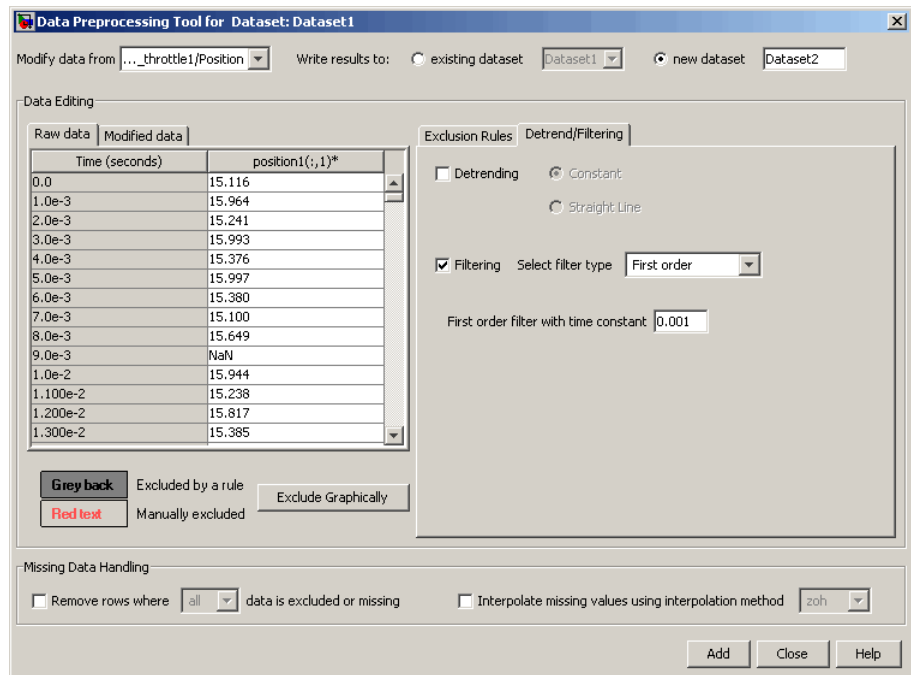 Data Preprocessing Tool for Dataset: Dataset1
Modify data from ..._throttle1/Position Write results to: existing dataset Dataset1 new dataset Dataset2
Data Editing
Raw data Modified data
Time (seconds) position1(:,1)*
0.0 15.116
1.0e-3 15.964
2.0e-3 15.241
3.0e-3 15.993
4.0e-3 15.376
5.0e-3 15.997
6.0e-3 15.380
7.0e-3 15.100
8.0e-3 15.649
9.0e-3 NaN
1.0e-2 15.944
1.100e-2 15.238
1.200e-2 15.817
1.300e-2 15.385
Grey back Excluded by a rule
Red text Manually excluded
Exclude Graphically
Exclusion Rules Detrend/Filtering
Detrending Constant
Straight Line
Filtering Select filter type First order
First order filter with time constant 0.001
Missing Data Handling
Remove rows where all data is excluded or missing Interpolate missing values using interpolation method zoh
Add Close Help